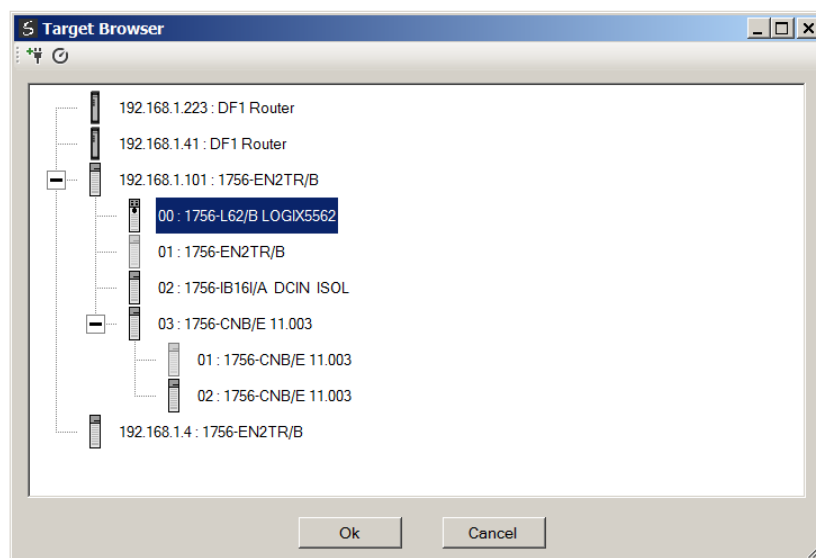 Target Browser
192.168.1.223 : DF1 Router
192.168.1.41 : DF1 Router
192.168.1.101 : 1756-EN2TR/B
00 : 1756-L62/B LOGIX5562
01 : 1756-EN2TR/B
02 : 1756-IB16I/A DCIN ISOL
03 : 1756-CNB/E 11.003
01 : 1756-CNB/E 11.003
02 : 1756-CNB/E 11.003
192.168.1.4 : 1756-EN2TR/B
Ok Cancel